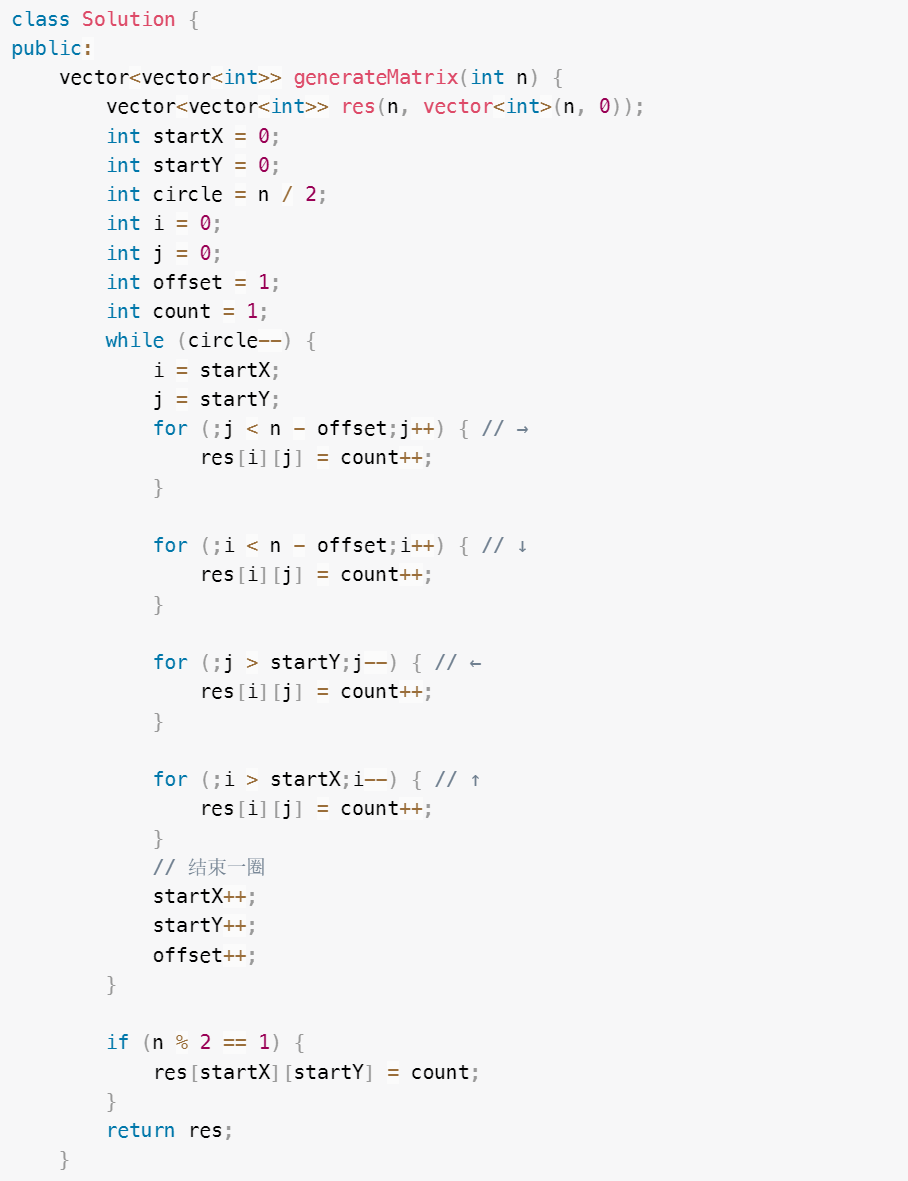 class Solution {
public:
    vector<vector<int>> generateMatrix(int n) {
        vector<vector<int>> res(n, vector<int>(n, 0));
        int startX = 0;
        int startY = 0;
        int circle = n / 2;
        int i = 0;
        int j = 0;
        int offset = 1;
        int count = 1;
        while (circle--) {
            i = startX;
            j = startY;
            for (;j < n - offset;j++) { // →
                res[i][j] = count++;
            }

            for (;i < n - offset;i++) { // ↓
                res[i][j] = count++;
            }

            for (;j > startY;j--) { // ←
                res[i][j] = count++;
            }

            for (;i > startX;i--) { // ↑
                res[i][j] = count++;
            }
            // 结束一圈
            startX++;
            startY++;
            offset++;
        }

        if (n % 2 == 1) {
            res[startX][startY] = count;
        }
        return res;
    }